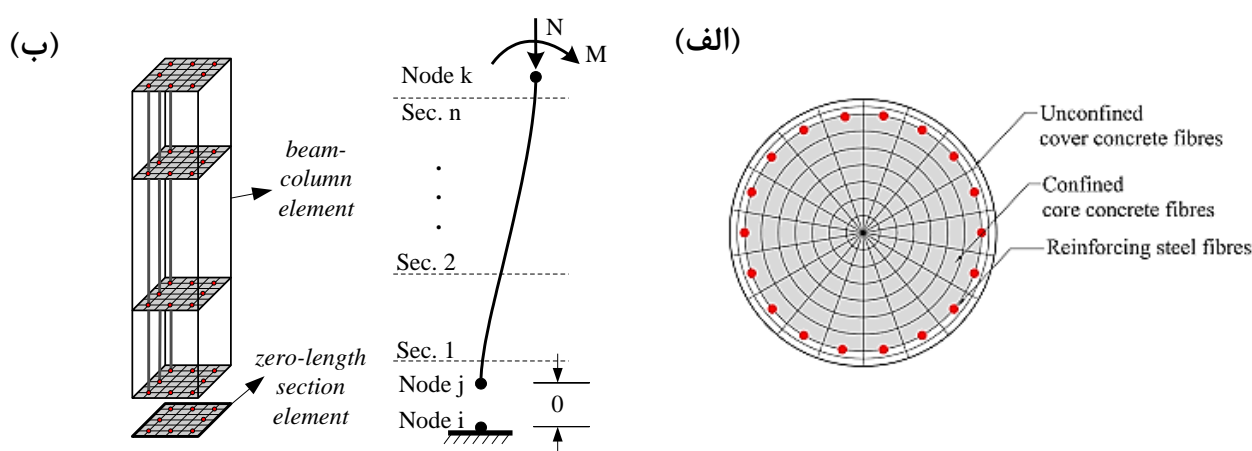 (الف)
Unconfined
cover concrete fibres
Confined
core concrete fibres
Reinforcing steel fibres
(ب)
beam-
column
element
zero-length
section
element
N
M
Node k
Sec. n
Sec. 2
Sec. 1
Node j
0
Node i